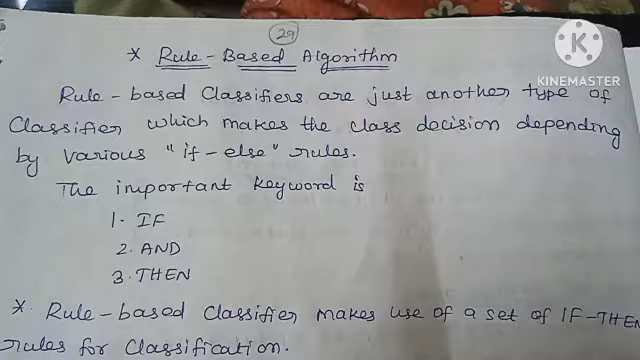 29
* Rule-Based Algorithm
Rule-based Classifiers are just another type of
Classifier which makes the class decision depending
by various "if-else" rules.
The important keyword is
1. IF
2. AND
3. THEN
* Rule-based Classifier makes use of a set of IF-THEN
rules for classification.
K
KINEMASTER